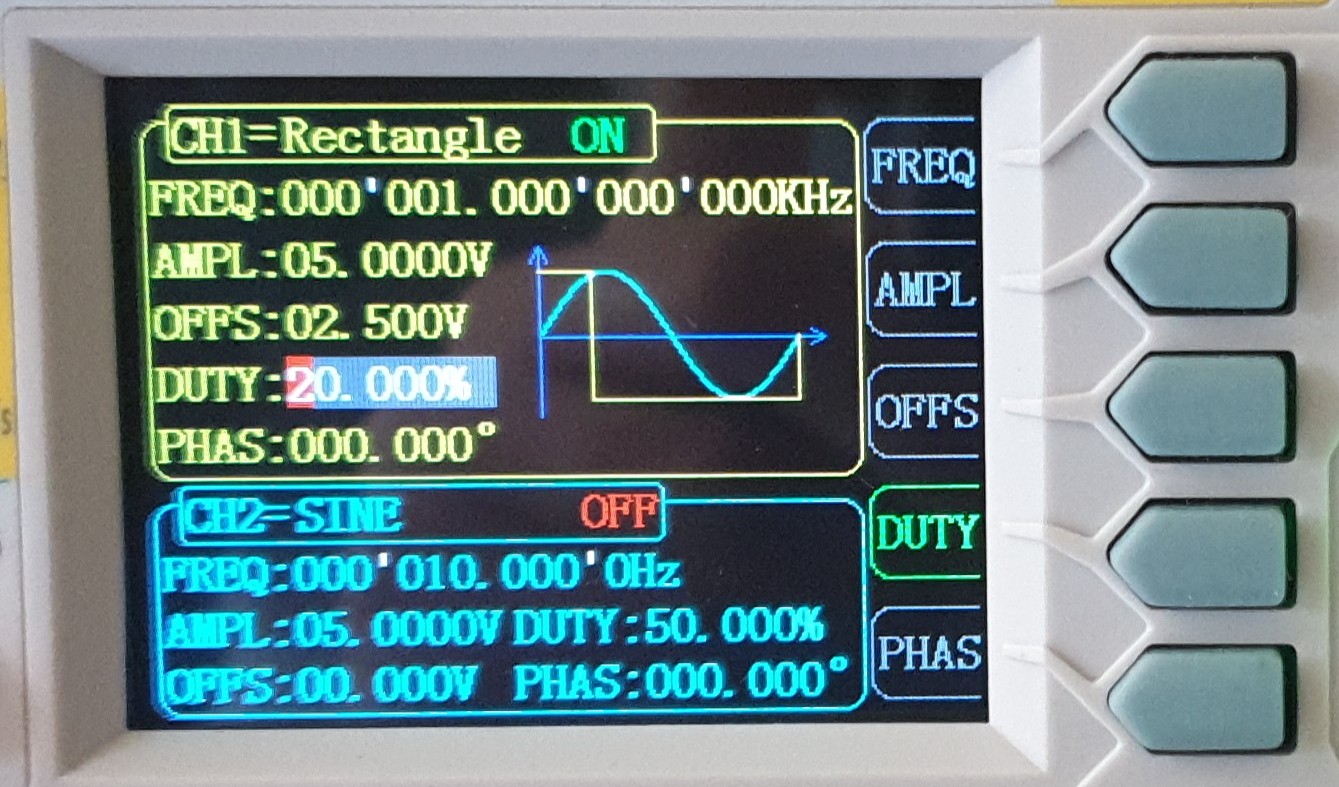 CH1=Rectangle ON
FREQ:000'001.000'000'000KHz
AMPL:05.0000V
OFFS:02.500V
DUTY:20.000%
PHAS:000.000°
CH2=SINE OFF
FREQ:000'010.000'0Hz
AMPL:05.0000V DUTY:50.000%
OFFS:00.000V PHAS:000.000°
FREQ
AMPL
OFFS
DUTY
PHAS